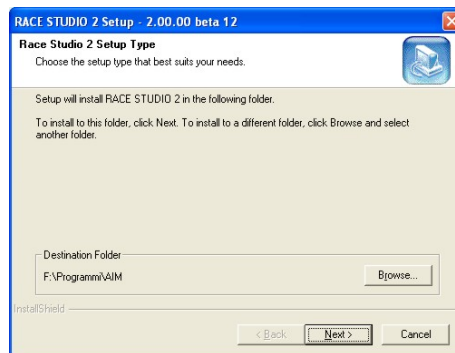 RACE STUDIO 2 Setup - 2.00.00 beta 12
Race Studio 2 Setup Type
Choose the setup type that best suits your needs.
Setup will install RACE STUDIO 2 in the following folder.
To install to this folder, click Next. To install to a different folder, click Browse and select
another folder.
Destination Folder
F:\Programmi\AIM
Browse...
InstallShield
< Back
Next >
Cancel